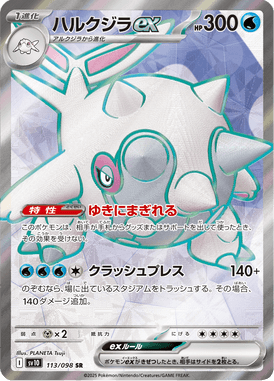 1進化
ハルクジラex
HP300
アルクジラから進化
特性 ゆきにまぎれる
このポケモンは、相手が手札からグッズまたはサポートを出して使ったとき、
その効果を受けない。
クラッシュプレス 140+
のぞむなら、場に出ているスタジアムをトラッシュする。その場合、
140ダメージ追加。
弱点 ×2
抵抗力
にげる
Illus. PLANETA Tsuji
exルール
ポケモンexがきぜつしたとき、相手はサイドを2枚とる。
SV10 113/098 SR
©2025 Pokémon/Nintendo/Creatures/GAME FREAK.